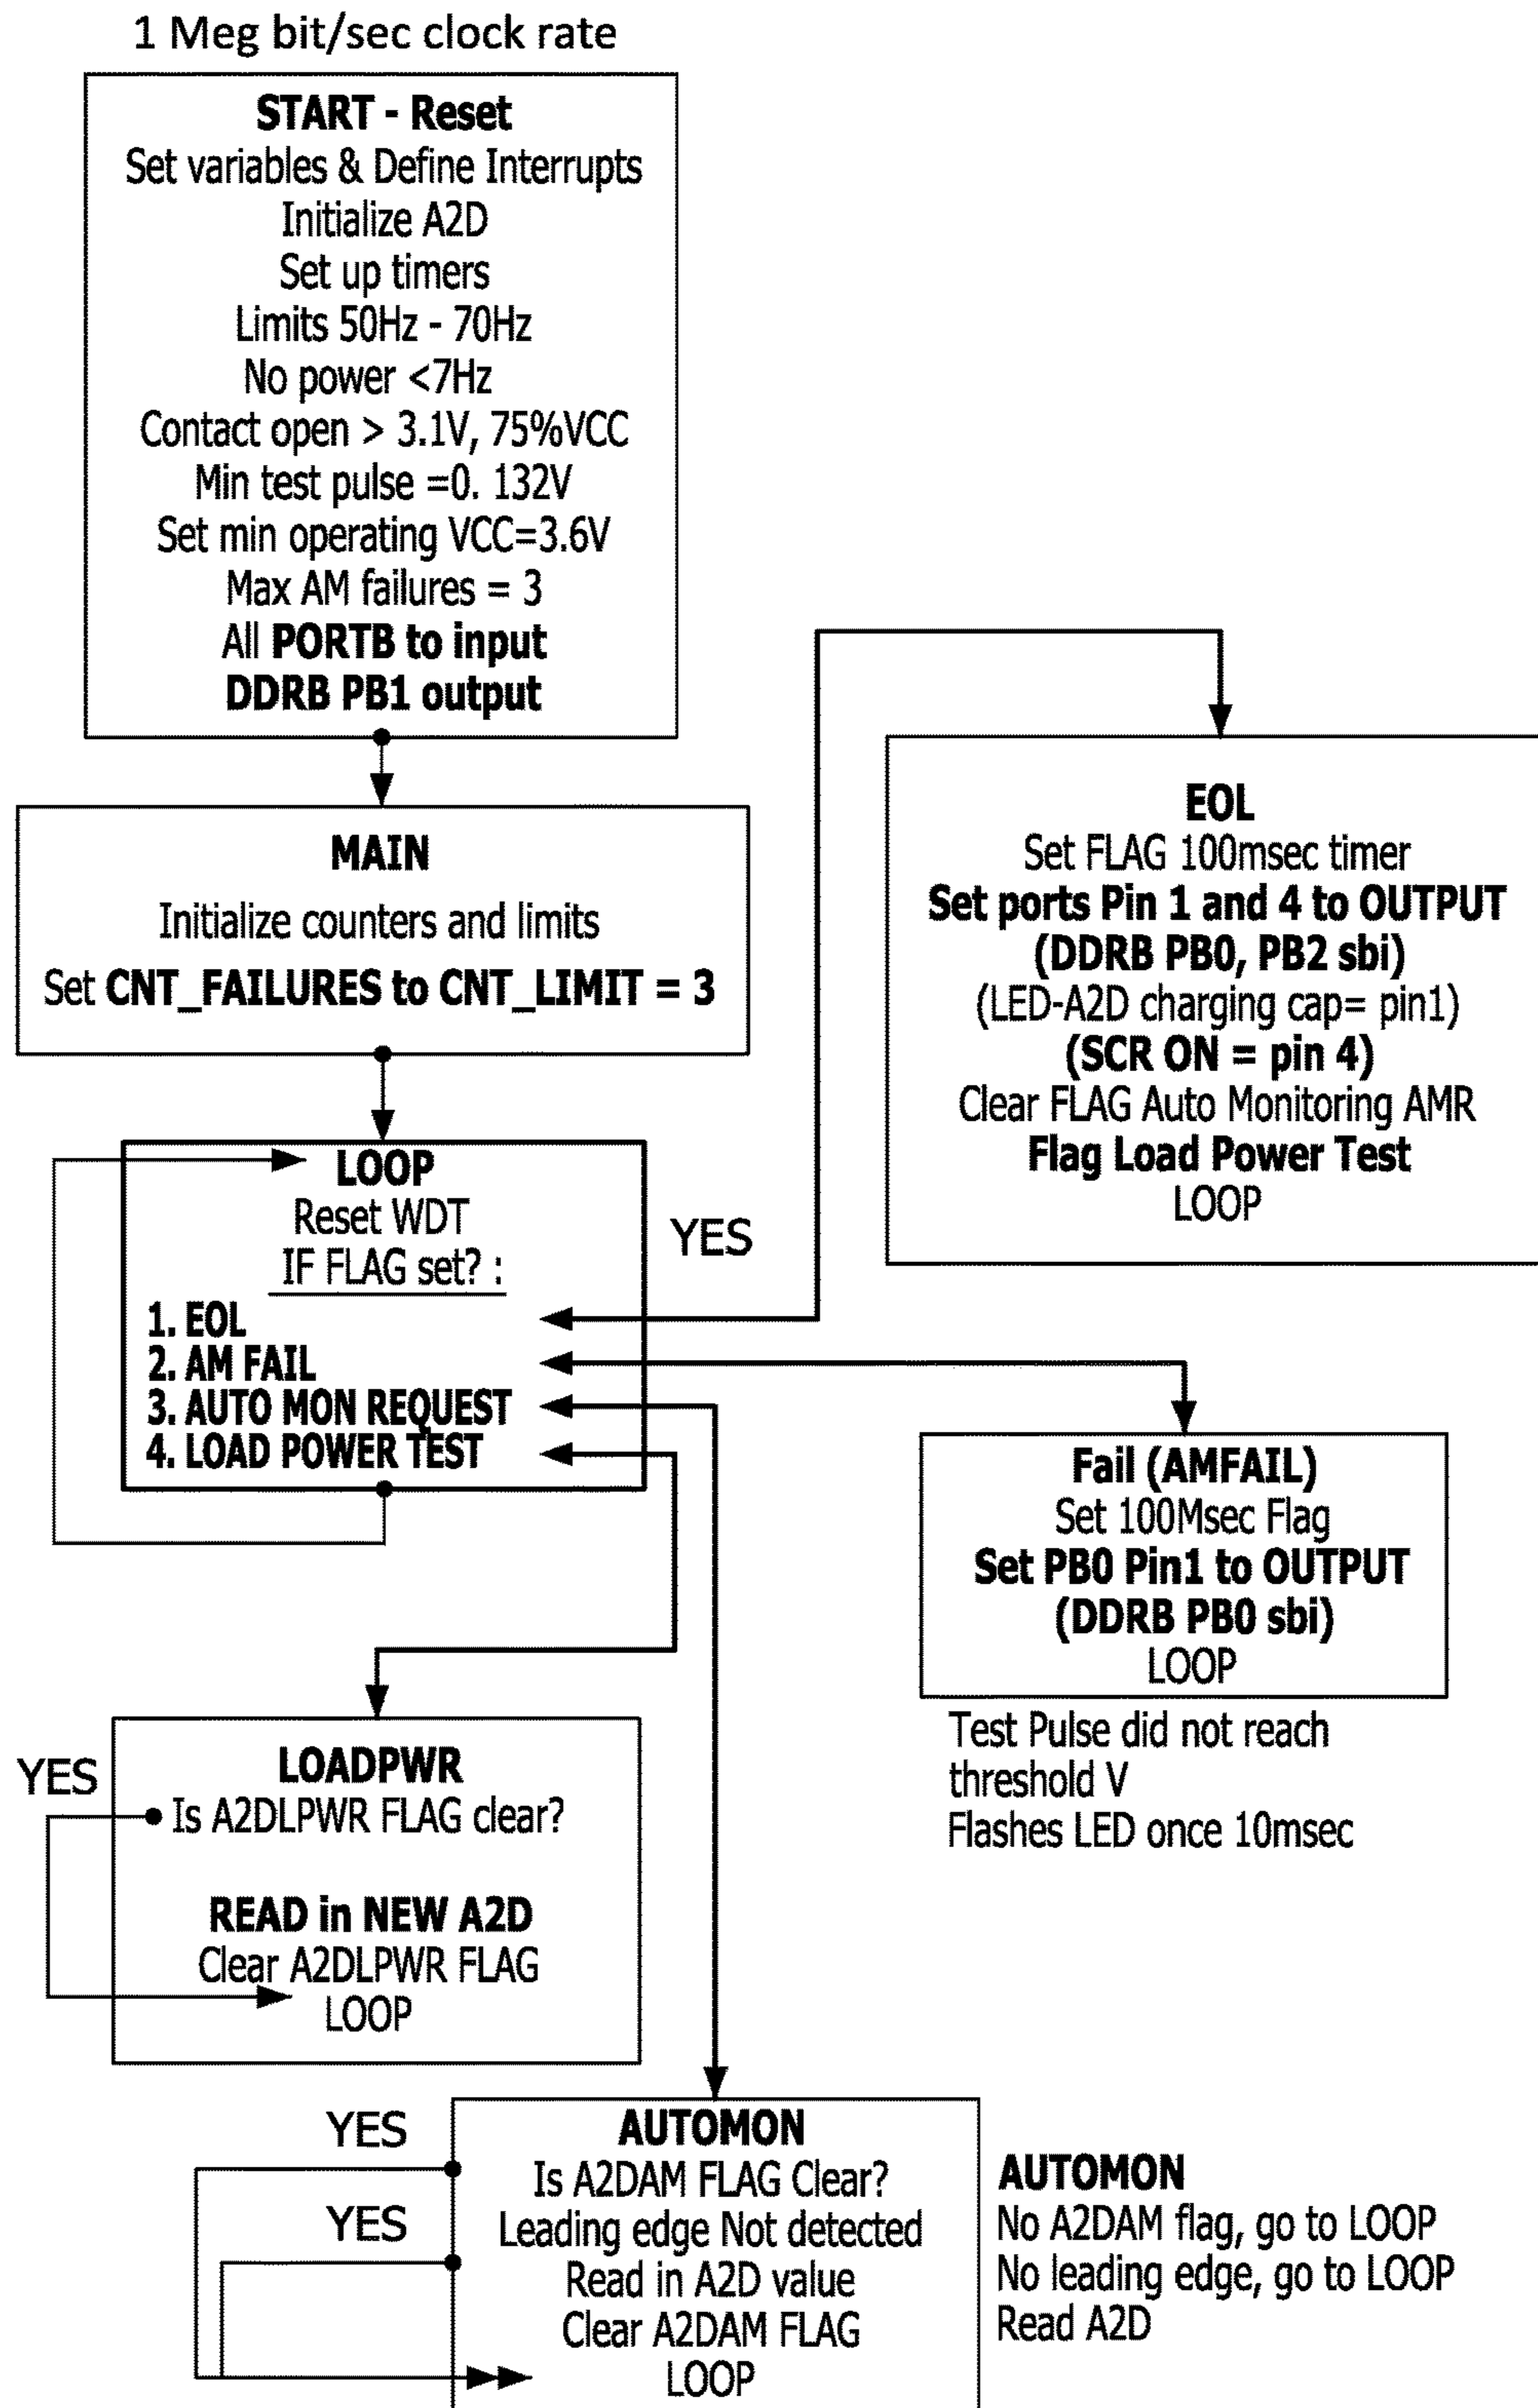 1 Meg bit/sec clock rate
START - Reset
Set variables & Define Interrupts
Initialize A2D
Set up timers
Limits 50Hz - 70Hz
No power <7Hz
Contact open > 3.1V, 75%VCC
Min test pulse =0. 132V
Set min operating VCC=3.6V
Max AM failures = 3
All PORTB to input
DDRB PB1 output
MAIN
Initialize counters and limits
Set CNT_FAILURES to CNT_LIMIT = 3
LOOP
Reset WDT
IF FLAG set? :
1. EOL
2. AM FAIL
3. AUTO MON REQUEST
4. LOAD POWER TEST
YES
EOL
Set FLAG 100msec timer
Set ports Pin 1 and 4 to OUTPUT
(DDRB PB0, PB2 sbi)
(LED-A2D charging cap= pin1)
(SCR ON = pin 4)
Clear FLAG Auto Monitoring AMR
Flag Load Power Test
LOOP
Fail (AMFAIL)
Set 100Msec Flag
Set PB0 Pin1 to OUTPUT
(DDRB PB0 sbi)
LOOP
Test Pulse did not reach
threshold V
Flashes LED once 10msec
YES
LOADPWR
Is A2DLPWR FLAG clear?
READ in NEW A2D
Clear A2DLPWR FLAG
LOOP
YES
YES
AUTOMON
Is A2DAM FLAG Clear?
Leading edge Not detected
Read in A2D value
Clear A2DAM FLAG
LOOP
AUTOMON
No A2DAM flag, go to LOOP
No leading edge, go to LOOP
Read A2D